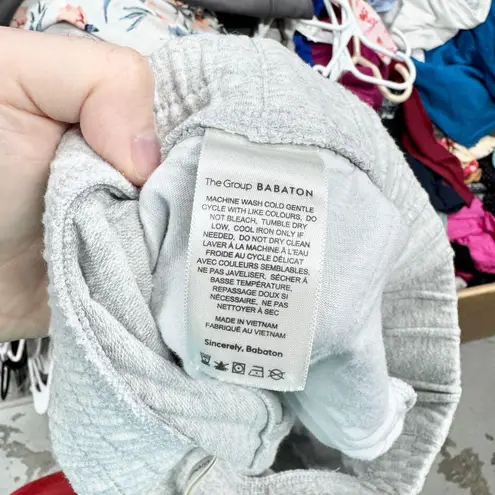 The Group BABATON
MACHINE WASH COLD GENTLE
CYCLE WITH LIKE COLOURS, DO
NOT BLEACH, TUMBLE DRY
LOW, COOL IRON ONLY IF
NEEDED, DO NOT DRY CLEAN
LAVER À LA MACHINE À L'EAU
FROIDE AU CYCLE DÉLICAT
AVEC COULEURS SEMBLABLES,
NE PAS JAVELISER, SÉCHER À
BASSE TEMPÉRATURE,
REPASSAGE DOUX SI
NÉCESSAIRE, NE PAS
NETTOYER À SEC
MADE IN VIETNAM
FABRIQUÉ AU VIETNAM
Sincerely, Babaton